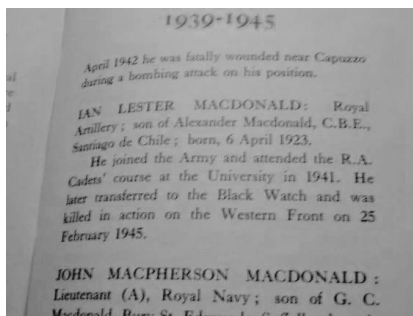 1939-1945
April 1942 he was fatally wounded near Capuzzo
during a bombing attack on his position.
IAN LESTER MACDONALD: Royal
Artillery; son of Alexander Macdonald, C.B.E.,
Santiago de Chile; born, 6 April 1923.
He joined the Army and attended the R.A.
Cadets' course at the University in 1941. He
later transferred to the Black Watch and was
killed in action on the Western Front on 25
February 1945.
JOHN MACPHERSON MACDONALD:
Lieutenant (A), Royal Navy; son of G. C.
Macdonald, Bury St.